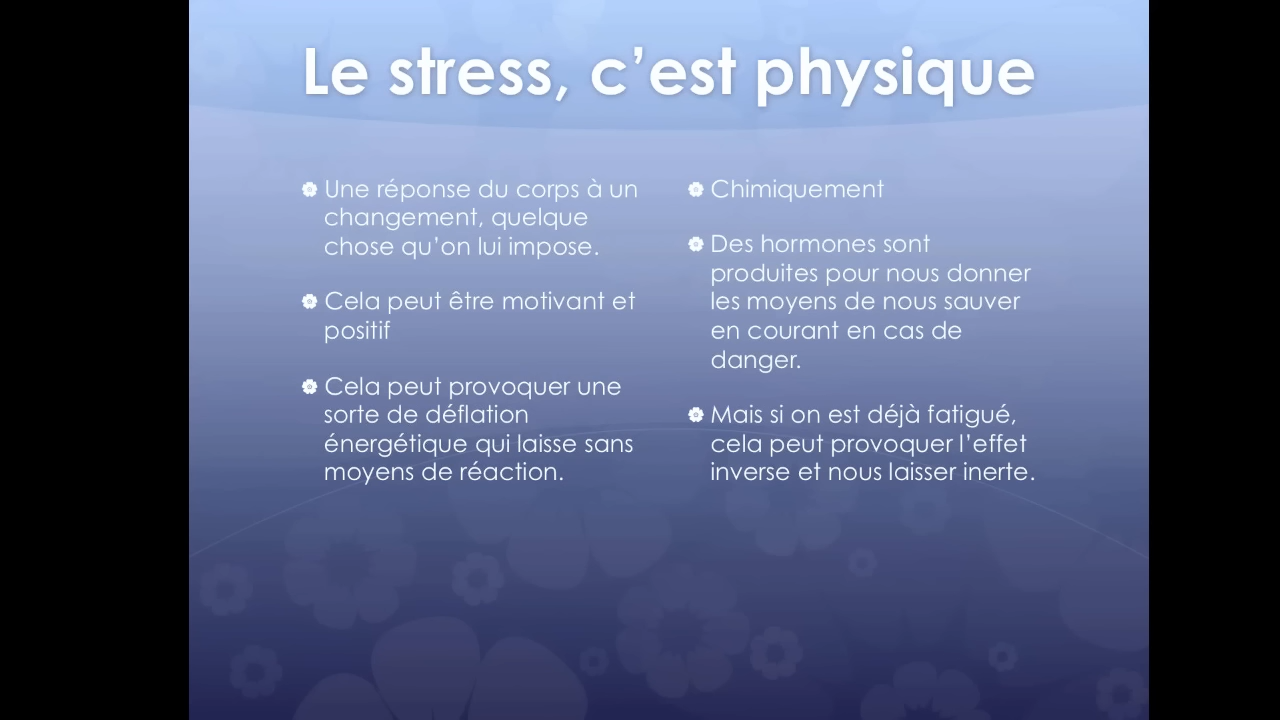 Le stress, c’est physique
Une réponse du corps à un
changement, quelque
chose qu’on lui impose.
Cela peut être motivant et
positif
Cela peut provoquer une
sorte de déflation
énergétique qui laisse sans
moyens de réaction.
Chimiquement
Des hormones sont
produites pour nous donner
les moyens de nous sauver
en courant en cas de
danger.
Mais si on est déjà fatigué,
cela peut provoquer l’effet
inverse et nous laisser inerte.